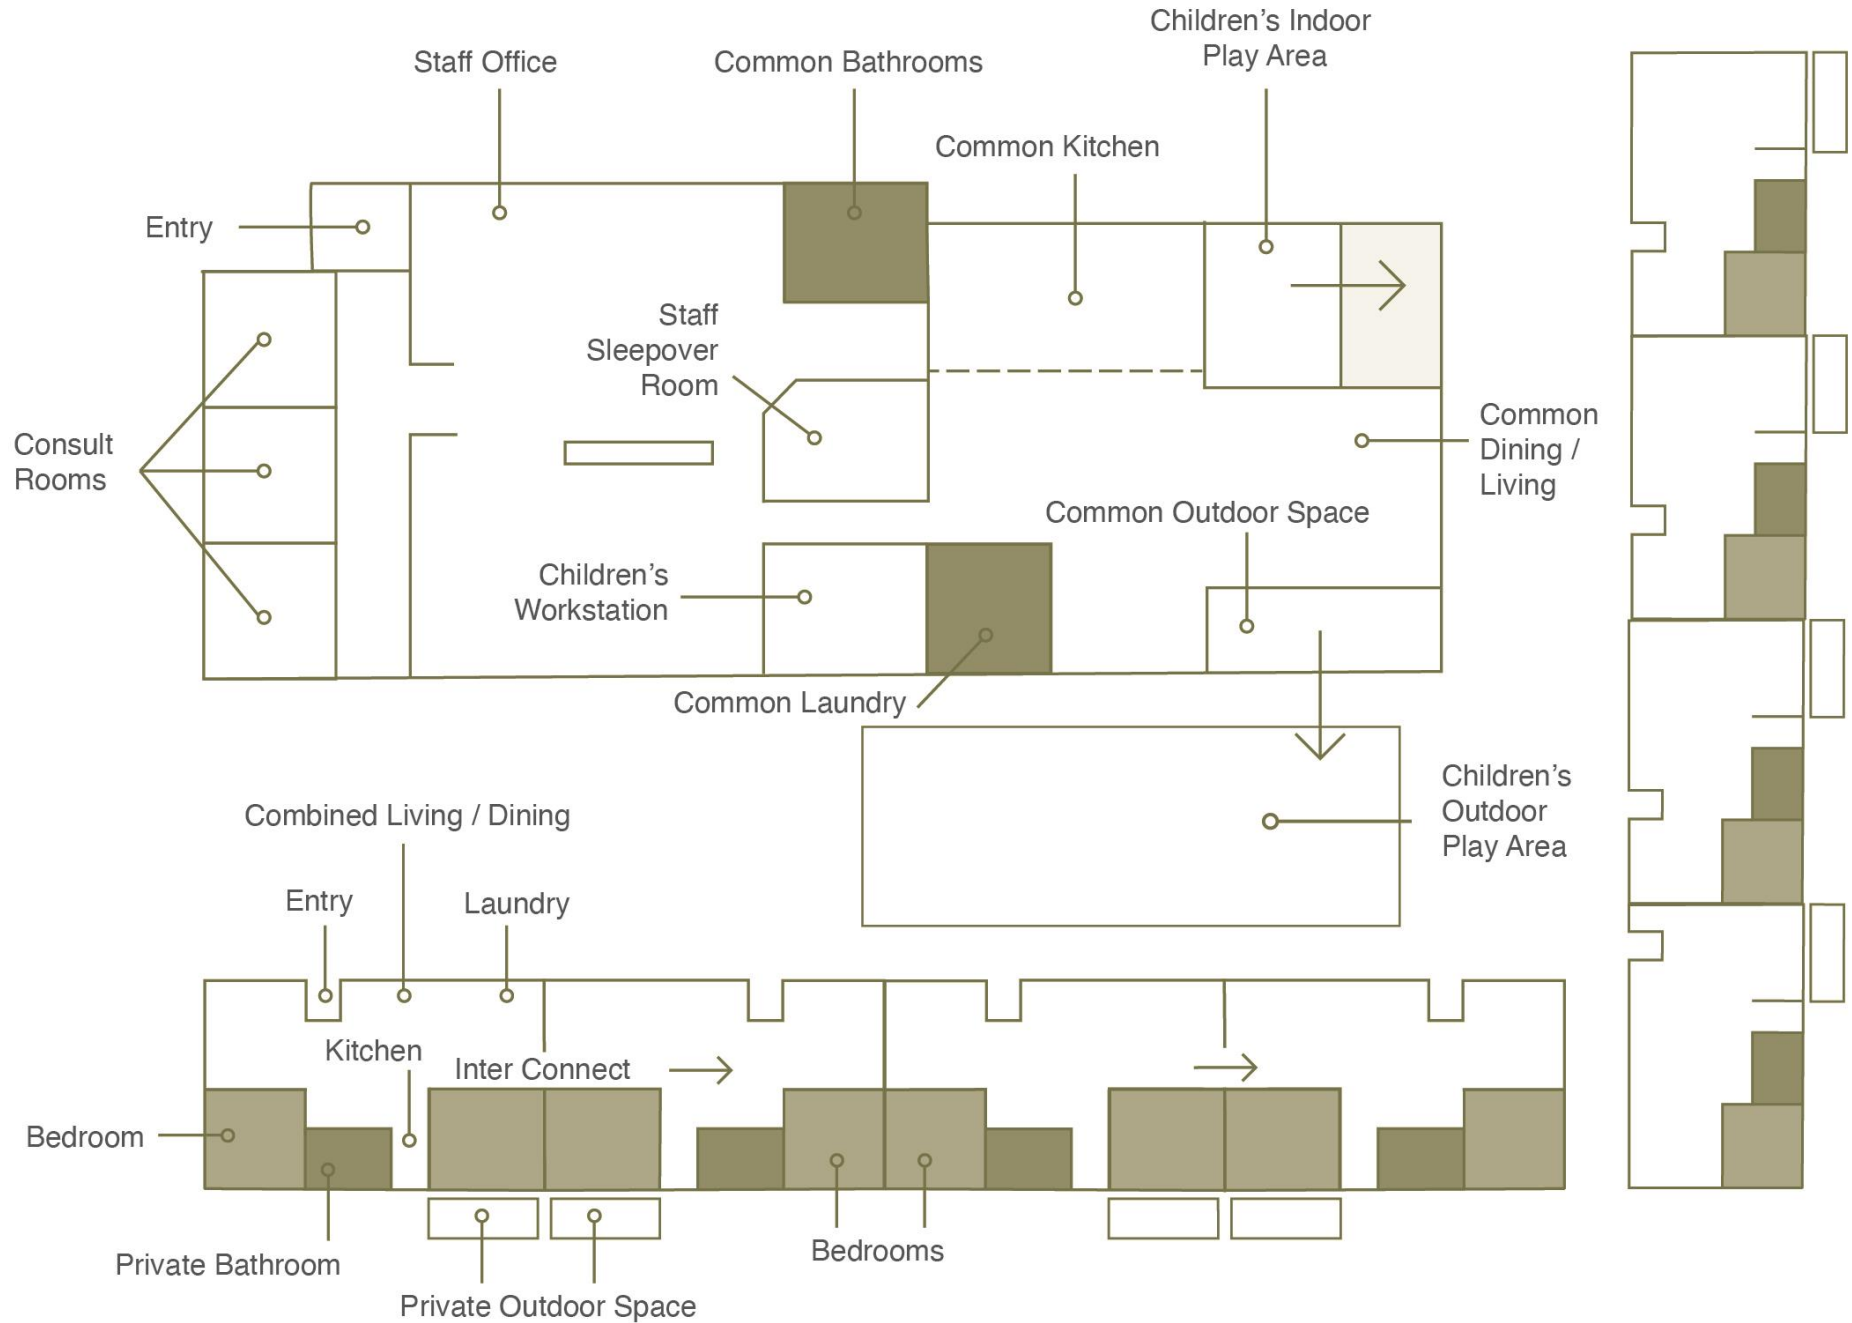 Children’s Indoor
Play Area
Staff Office
Common Bathrooms
Common Kitchen
Entry
Staff
Sleepover
Room
Consult
Rooms
Common
Dining /
Living
Common Outdoor Space
Children’s
Workstation
Common Laundry
Children’s
Outdoor
Play Area
Combined Living / Dining
Entry
Laundry
Kitchen
Inter Connect
Bedroom
Bedrooms
Private Bathroom
Private Outdoor Space